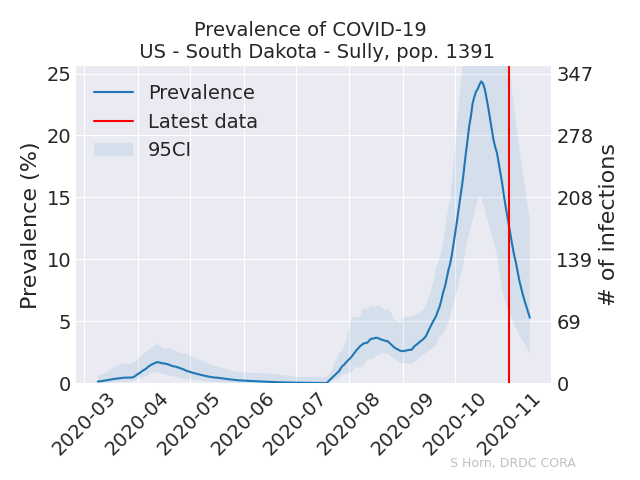 Prevalence of COVID-19
US - South Dakota - Sully, pop. 1391
Prevalence
Latest data
95CI
Prevalence (%)
25
20
15
10
5
0
# of infections
347
278
208
139
69
0
2020-03
2020-04
2020-05
2020-06
2020-07
2020-08
2020-09
2020-10
2020-11
S Horn, DRDC CORA